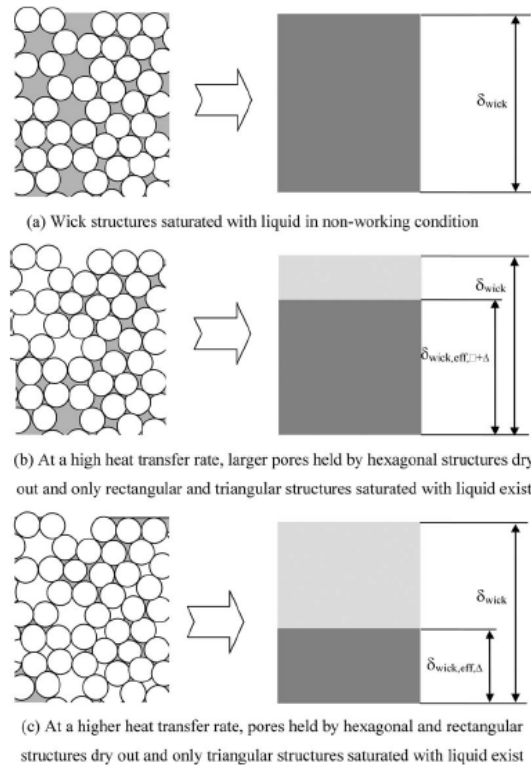 δwick
(a) Wick structures saturated with liquid in non-working condition
δwick
δwick,eff,□+Δ
(b) At a high heat transfer rate, larger pores held by hexagonal structures dry
out and only rectangular and triangular structures saturated with liquid exist
δwick
δwick,eff,Δ
(c) At a higher heat transfer rate, pores held by hexagonal and rectangular
structures dry out and only triangular structures saturated with liquid exist